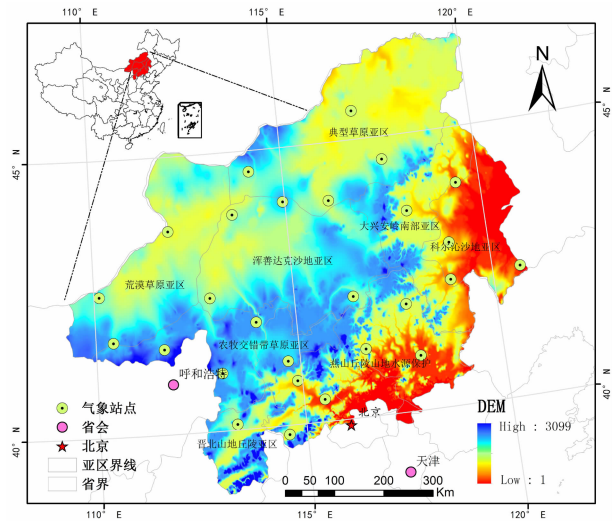 110° E
115° E
120° E
N
45° N
45° N
典型草原亚区
大兴安岭南部亚区
科尔沁沙地亚区
浑善达克沙地亚区
荒漠草原亚区
农牧交错带草原亚区
燕山丘陵山地水源保护
呼和浩特
北京
晋北山地丘陵亚区
天津
40° N
40° N
气象站点
省会
北京
亚区界线
省界
DEM
High : 3099
Low : 1
0 50 100 200 300
Km
110° E
115° E
120° E